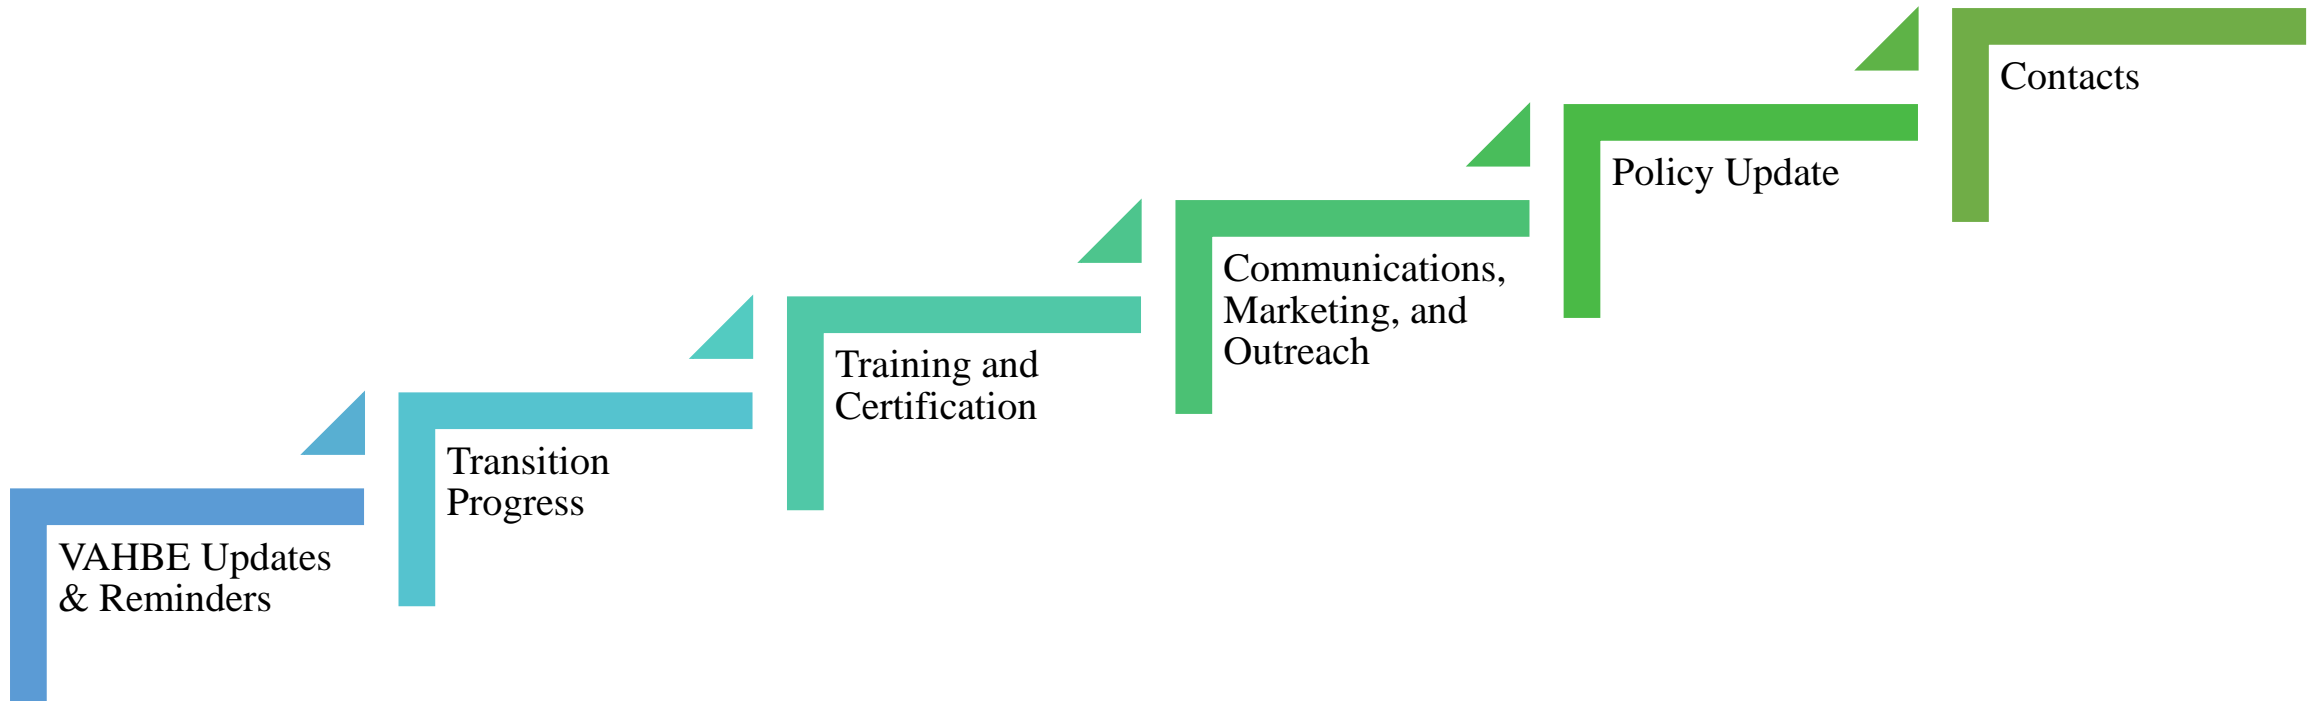 VAHBE Updates
& Reminders
Transition
Progress
Training and
Certification
Communications,
Marketing, and
Outreach
Policy Update
Contacts